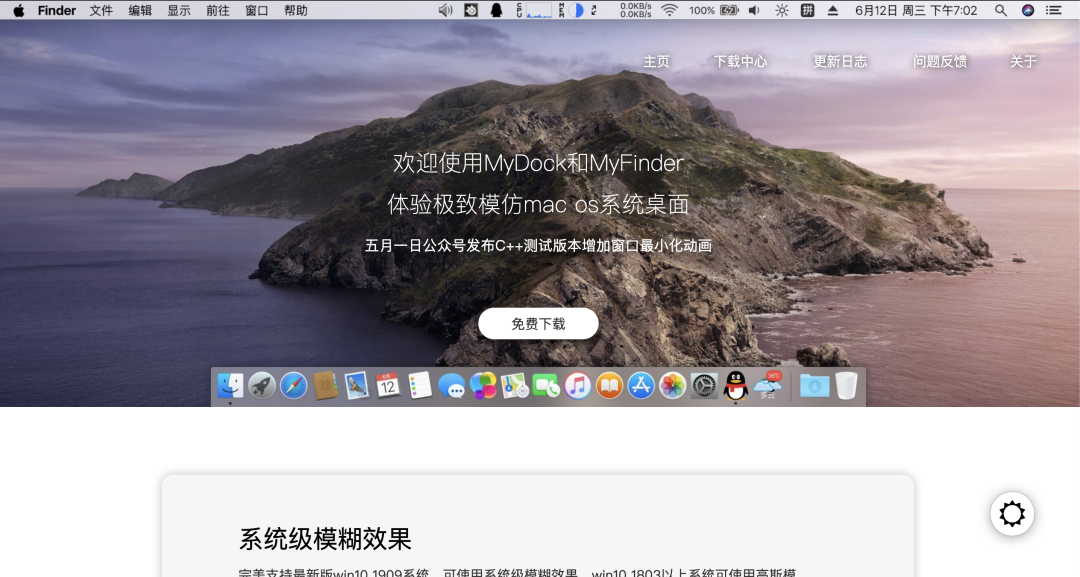 Finder 文件 编辑 显示 前往 窗口 帮助 CPU MEM 0.0KB/s 0.0KB/s 100% 拼 6月12日 周三 下午7:02
主页 下载中心 更新日志 问题反馈 关于
欢迎使用MyDock和MyFinder
体验极致模仿mac os系统桌面
五月一日公众号发布C++测试版本增加窗口最小化动画
免费下载
12
多云
系统级模糊效果
完美支持最新版win10 1909系统，可使用系统级模糊效果，win10 1803以上系统可使用高斯模